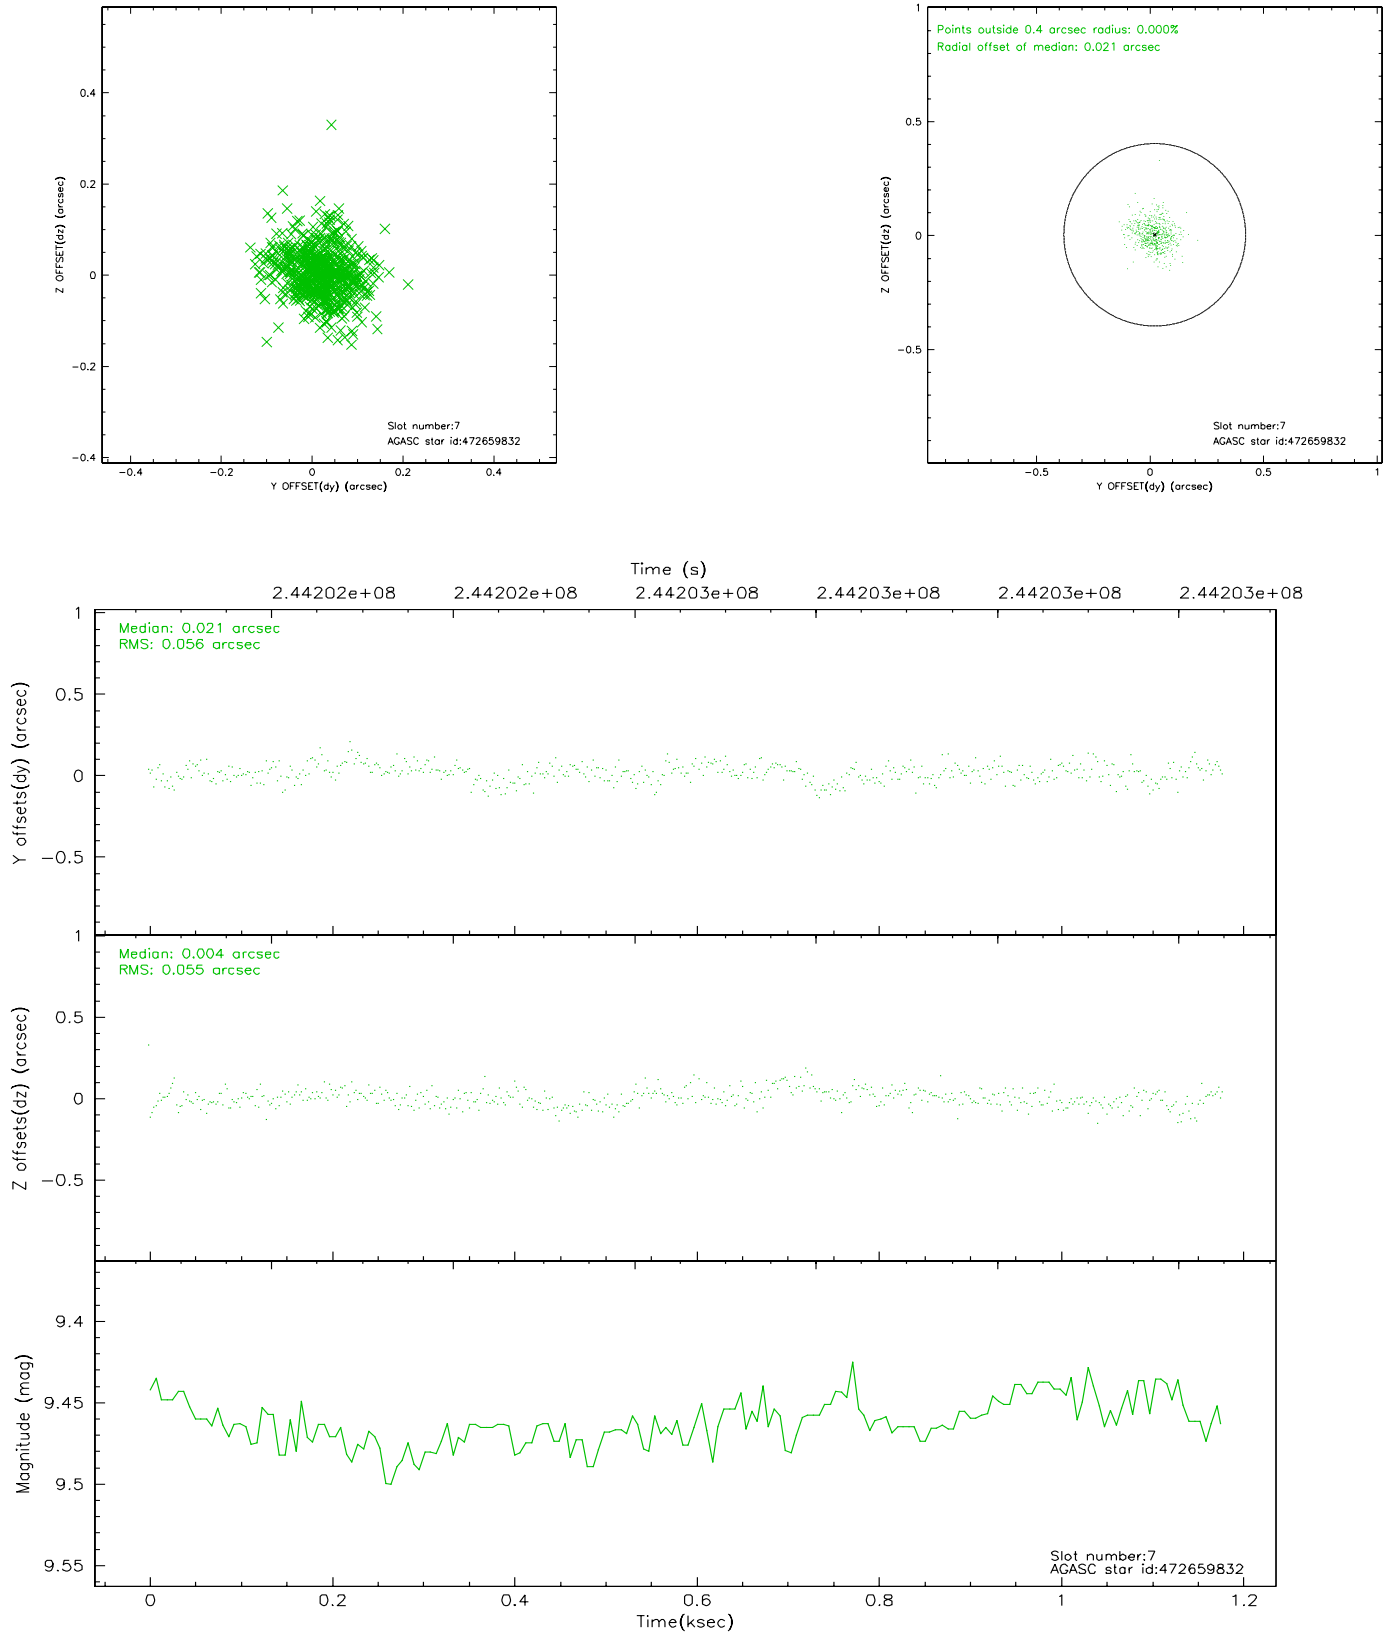 0.4
0.2
0
−0.2
−0.4
Z OFFSET(dz) (arcsec)
Slot number:7
AGASC star id:472659832
−0.4 −0.2 0 0.2 0.4
Y OFFSET(dy) (arcsec)
Points outside 0.4 arcsec radius: 0.000%
Radial offset of median: 0.021 arcsec
1
0.5
0
−0.5
Z OFFSET(dz) (arcsec)
Slot number:7
AGASC star id:472659832
−0.5 0 0.5 1
Y OFFSET(dy) (arcsec)
Time (s)
2.44202e+08 2.44202e+08 2.44203e+08 2.44203e+08 2.44203e+08 2.44203e+08
Median: 0.021 arcsec
RMS: 0.056 arcsec
1
0.5
0
−0.5
Y offsets(dy) (arcsec)
Median: 0.004 arcsec
RMS: 0.055 arcsec
1
0.5
0
−0.5
Z offsets(dz) (arcsec)
9.4
9.45
9.5
9.55
Magnitude (mag)
Slot number:7
AGASC star id:472659832
0 0.2 0.4 0.6 0.8 1 1.2
Time(ksec)